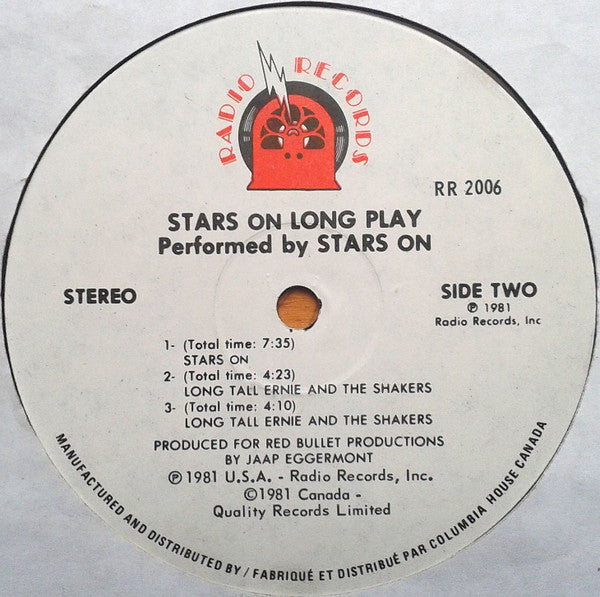 RADIO RECORDS
RR 2006
STARS ON LONG PLAY
Performed by STARS ON
STEREO
SIDE TWO
℗ 1981
Radio Records, Inc
1- (Total time: 7:35)
STARS ON
2- (Total time: 4:23)
LONG TALL ERNIE AND THE SHAKERS
3- (Total time: 4:10)
LONG TALL ERNIE AND THE SHAKERS
PRODUCED FOR RED BULLET PRODUCTIONS
BY JAAP EGGERMONT
℗ 1981 U.S.A. - Radio Records, Inc.
©1981 Canada -
Quality Records Limited
MANUFACTURED AND DISTRIBUTED BY / FABRIQUÉ ET DISTRIBUÉ PAR COLUMBIA HOUSE CANADA